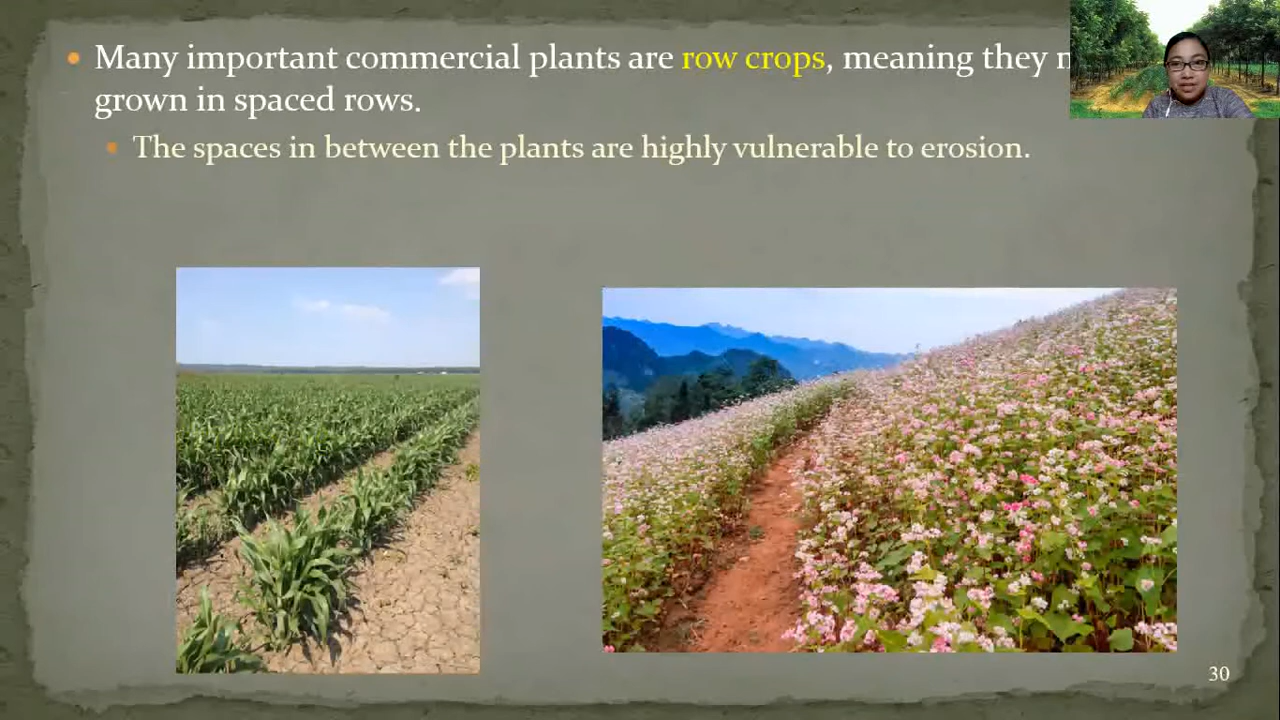 Many important commercial plants are row crops, meaning they
grown in spaced rows.
The spaces in between the plants are highly vulnerable to erosion.
30